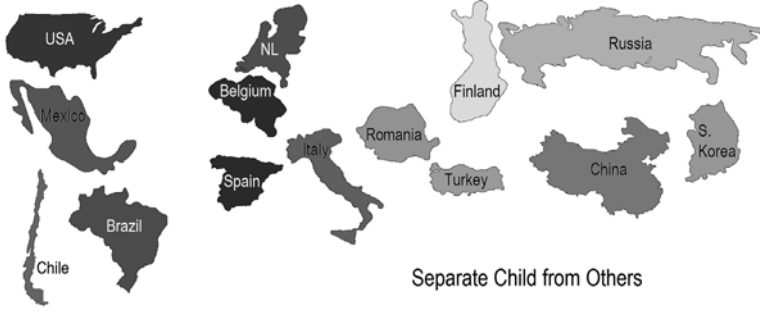 USA
NL
Russia
Belgium
Finland
Mexico
Romania
S.
Korea
Italy
China
Spain
Turkey
Brazil
Chile
Separate Child from Others